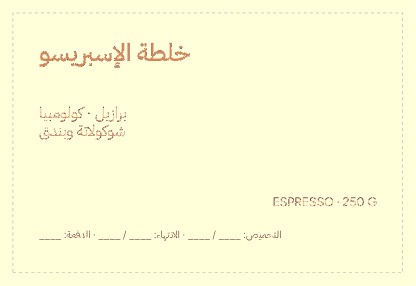 خلطة الإسبريسو
برازيل · كولومبيا
شوكولاتة وبندق
ESPRESSO · 250 G
التحميص: ____ / ____ · الانتهاء: ____ / ____ · الدفعة: ____